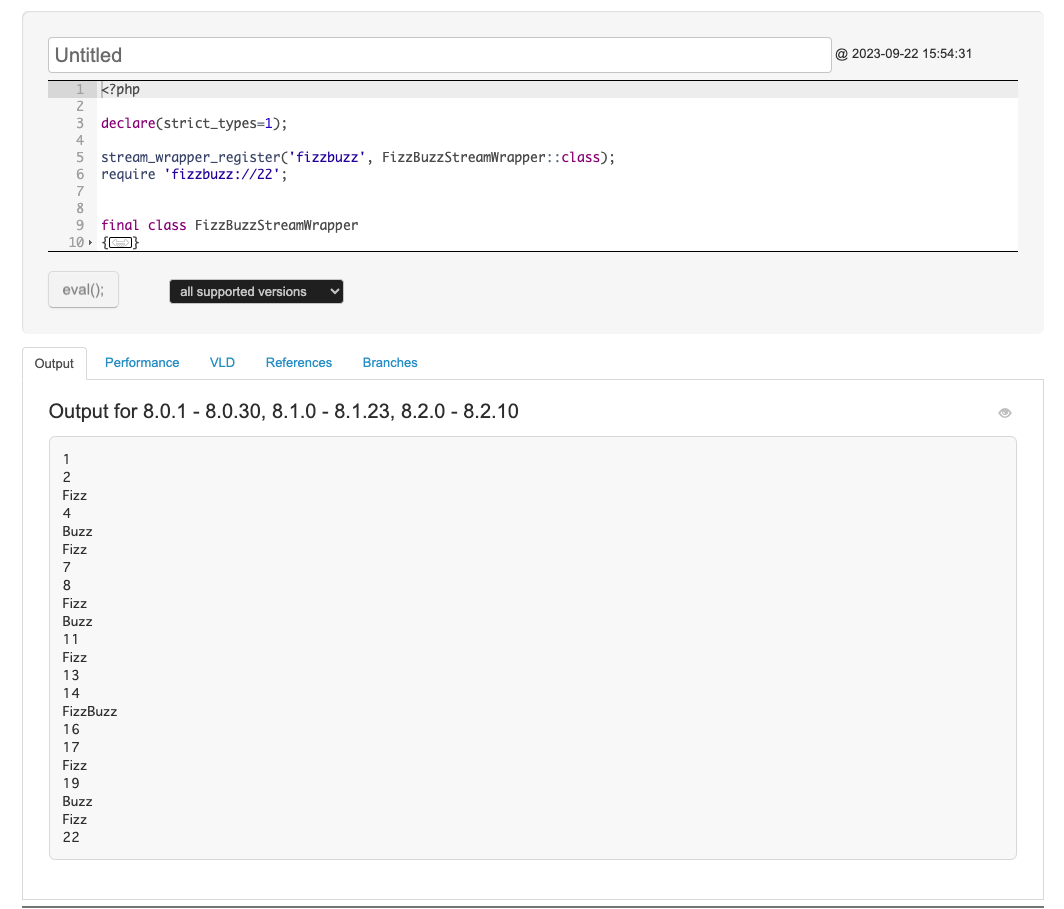 Untitled @ 2023-09-22 15:54:31
1 <?php
2
3 declare(strict_types=1);
4
5 stream_wrapper_register('fizzbuzz', FizzBuzzStreamWrapper::class);
6 require 'fizzbuzz://22';
7
8
9 final class FizzBuzzStreamWrapper
10 {}
eval(); all supported versions
Output Performance VLD References Branches
Output for 8.0.1 - 8.0.30, 8.1.0 - 8.1.23, 8.2.0 - 8.2.10
1
2
Fizz
4
Buzz
Fizz
7
8
Fizz
Buzz
11
Fizz
13
14
FizzBuzz
16
17
Fizz
19
Buzz
Fizz
22